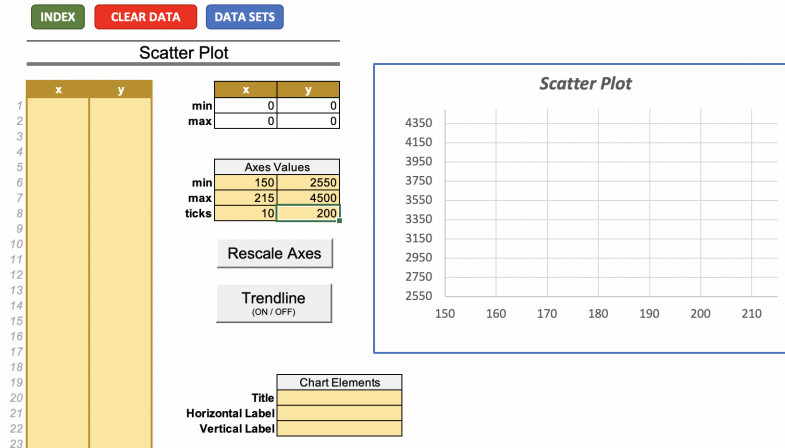 INDEX CLEAR DATA DATA SETS
Scatter Plot
x y
x y
min 0 0
max 0 0
Axes Values
min 150 2550
max 215 4500
ticks 10 200
Rescale Axes
Trendline
(ON / OFF)
Chart Elements
Title
Horizontal Label
Vertical Label
1
2
3
4
5
6
7
8
9
10
11
12
13
14
15
16
17
18
19
20
21
22
23
Scatter Plot
4350
4150
3950
3750
3550
3350
3150
2950
2750
2550
150 160 170 180 190 200 210